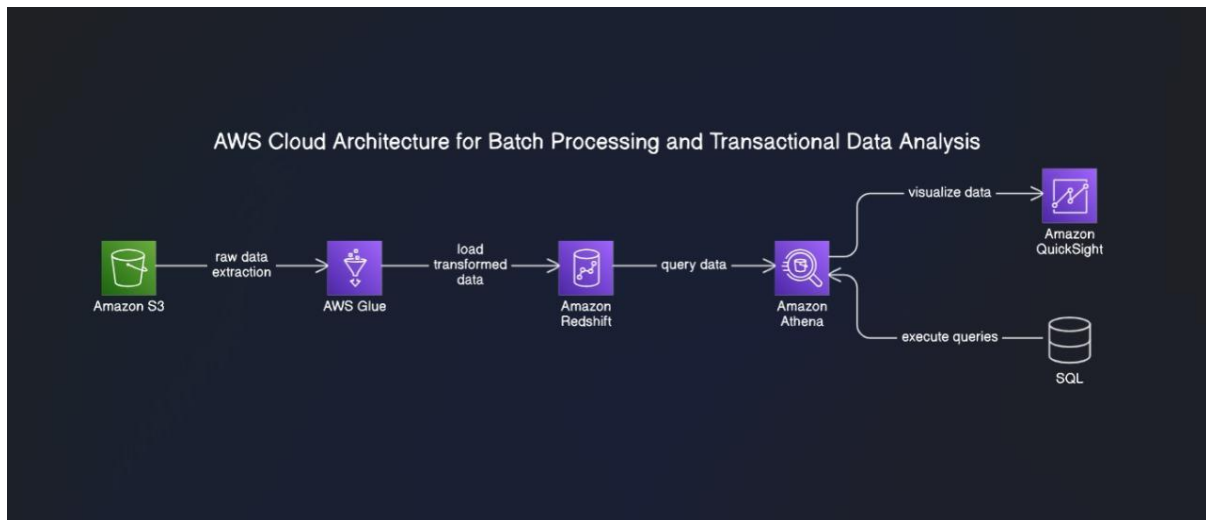 AWS Cloud Architecture for Batch Processing and Transactional Data Analysis
visualize data
Amazon
QuickSight
raw data
extraction
load
transformed
data
query data
Amazon S3
AWS Glue
Amazon
Redshift
Amazon
Athena
execute queries
SQL